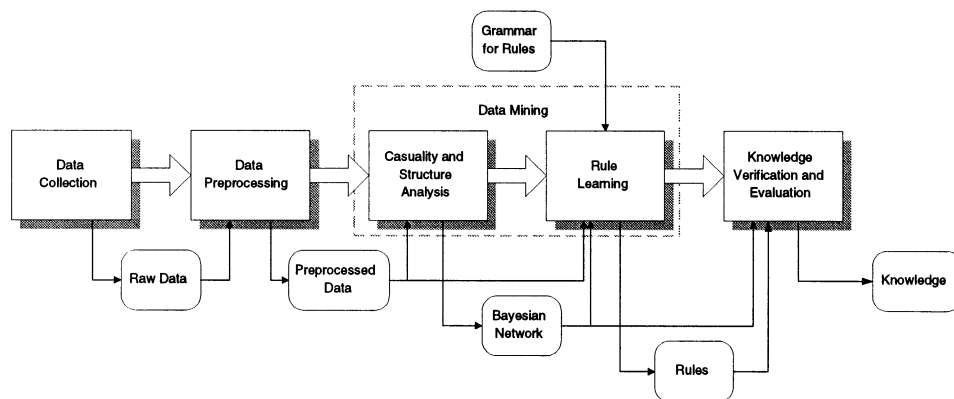 Grammar
for Rules
Data Mining
Data
Collection
Data
Preprocessing
Casuality and
Structure
Analysis
Rule
Learning
Knowledge
Verification and
Evaluation
Raw Data
Preprocessed
Data
Knowledge
Bayesian
Network
Rules